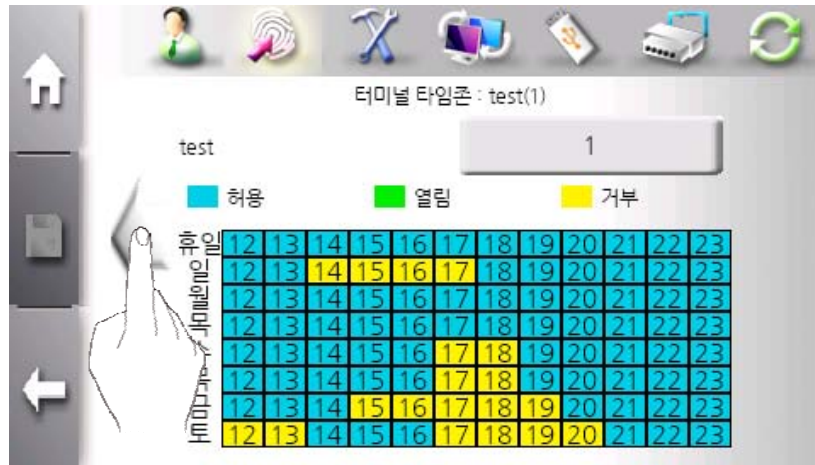 터미널 타임존 : test(1)
test 1
허용 열림 거부
휴일 12 13 14 15 16 17 18 19 20 21 22 23
일 12 13 14 15 16 17 18 19 20 21 22 23
월 12 13 14 15 16 17 18 19 20 21 22 23
12 13 14 15 16 17 18 19 20 21 22 23
12 13 14 15 16 17 18 19 20 21 22 23
12 13 14 15 16 17 18 19 20 21 22 23
12 13 14 15 16 17 18 19 20 21 22 23
토 12 13 14 15 16 17 18 19 20 21 22 23